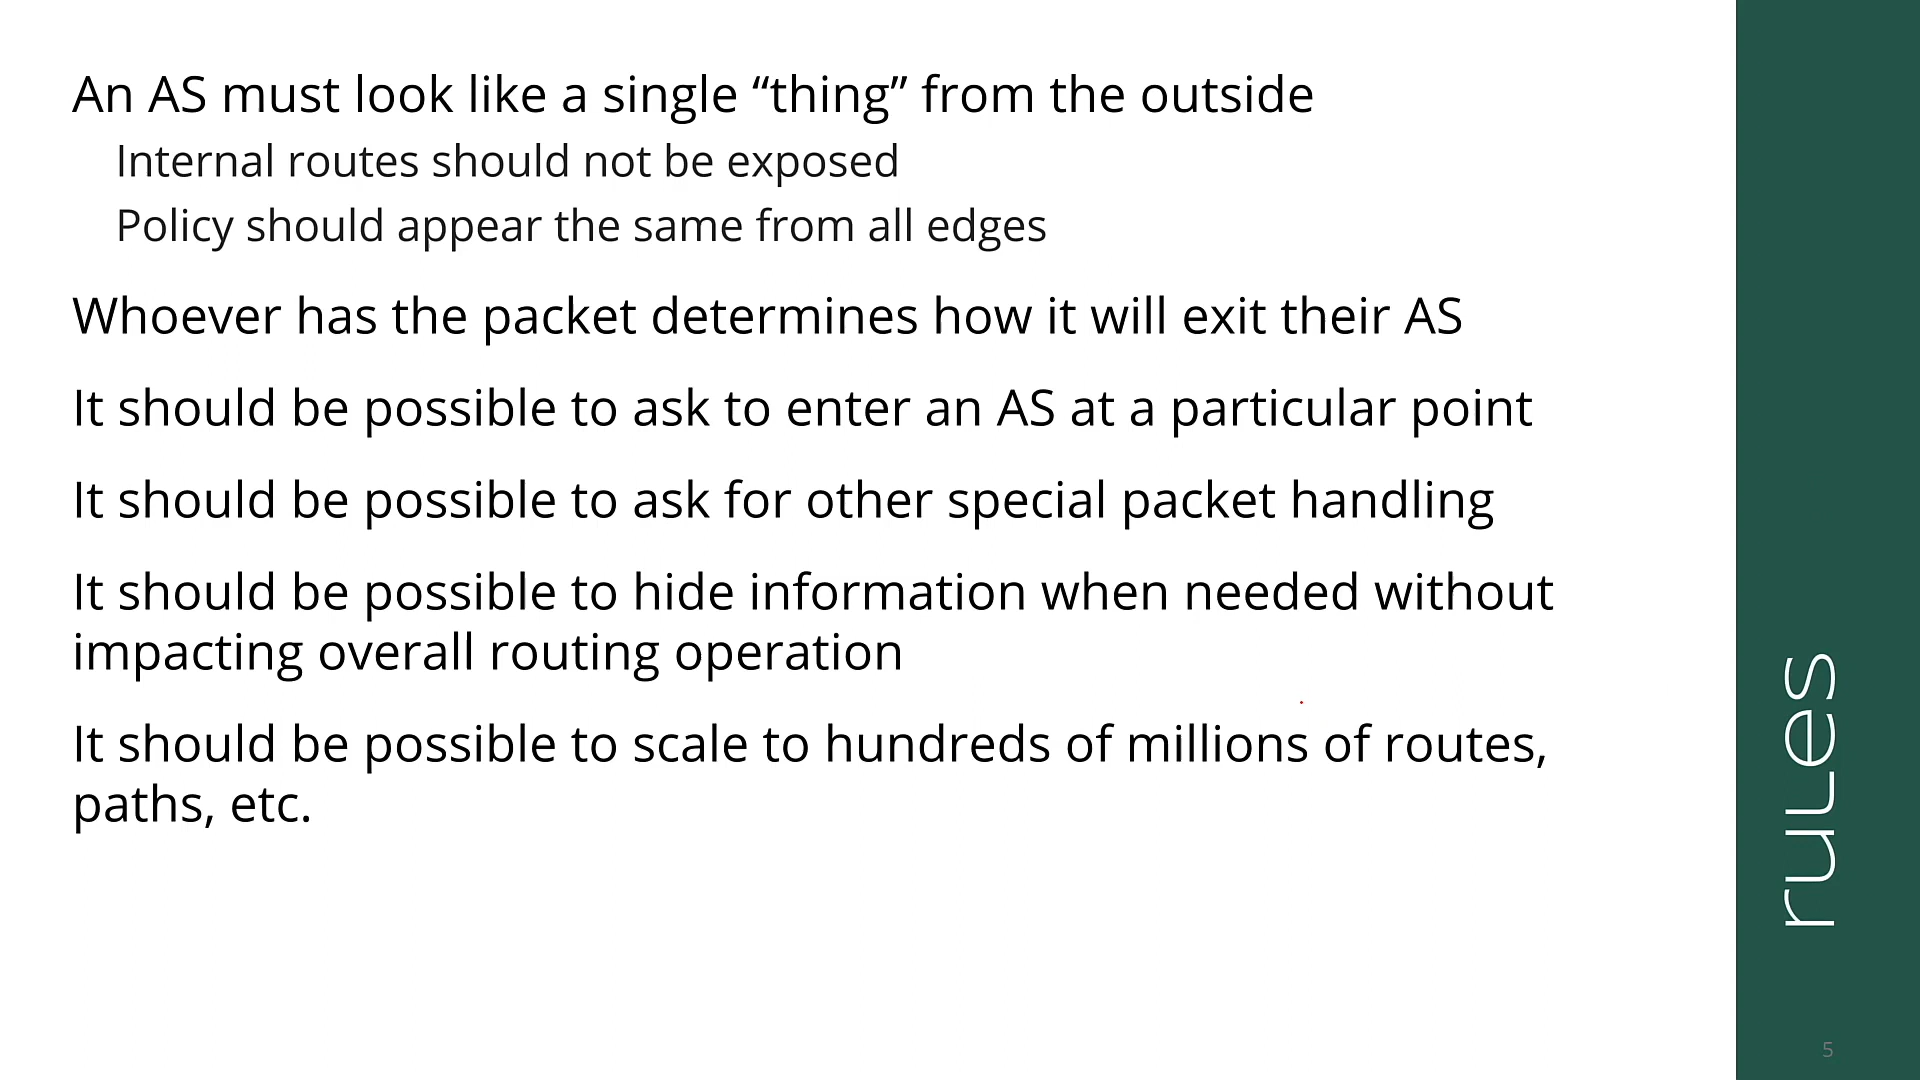 An AS must look like a single “thing” from the outside
Internal routes should not be exposed
Policy should appear the same from all edges
Whoever has the packet determines how it will exit their AS
It should be possible to ask to enter an AS at a particular point
It should be possible to ask for other special packet handling
It should be possible to hide information when needed without
impacting overall routing operation
It should be possible to scale to hundreds of millions of routes,
paths, etc.
rules
5